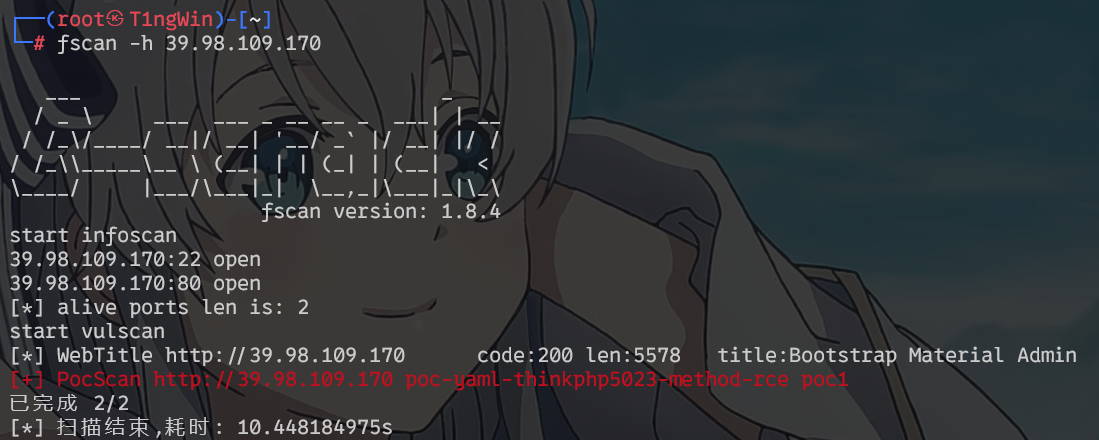 ┌──(root㉿T1ngWin)-[~]
└─# fscan -h 39.98.109.170
   ___                              _
  / _ \     ___  ___ _ __ __ _  ___| | __
 / /_\/____/ __|/ __| '__/ _` |/ __| |/ /
/ /_\\_____\__ \ (__| | | (_| | (__|   <
\____/     |___/\___|_|  \__,_|\___|_|\_\
                     fscan version: 1.8.4
start infoscan
39.98.109.170:22 open
39.98.109.170:80 open
[*] alive ports len is: 2
start vulscan
[*] WebTitle http://39.98.109.170      code:200 len:5578   title:Bootstrap Material Admin
[+] PocScan http://39.98.109.170 poc-yaml-thinkphp5023-method-rce poc1
已完成 2/2
[*] 扫描结束,耗时: 10.448184975s